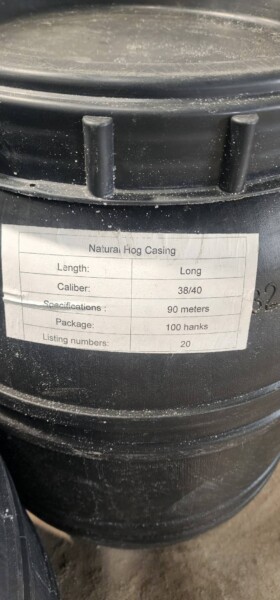 Natural Hog Casing
Length: Long
Caliber: 38/40
Specifications : 90 meters
Package: 100 hanks
Listing numbers: 20